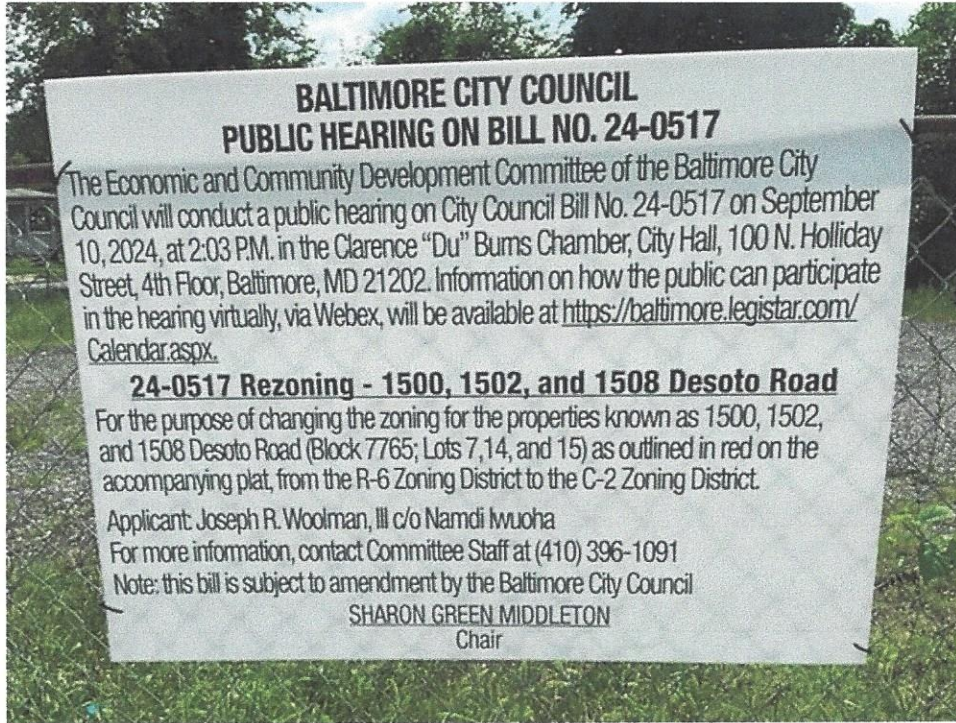 BALTIMORE CITY COUNCIL
PUBLIC HEARING ON BILL NO. 24-0517
The Economic and Community Development Committee of the Baltimore City
Council will conduct a public hearing on City Council Bill No. 24-0517 on September
10, 2024, at 2:03 P.M. in the Clarence “Du” Burns Chamber, City Hall, 100 N. Holliday
Street, 4th Floor, Baltimore, MD 21202. Information on how the public can participate
in the hearing virtually, via Webex, will be available at https://baltimore.legistar.com/
Calendar.aspx.
24-0517 Rezoning - 1500, 1502, and 1508 Desoto Road
For the purpose of changing the zoning for the properties known as 1500, 1502,
and 1508 Desoto Road (Block 7765; Lots 7,14, and 15) as outlined in red on the
accompanying plat, from the R-6 Zoning District to the C-2 Zoning District.
Applicant: Joseph R. Woolman, III c/o Namdi Iwuoha
For more information, contact Committee Staff at (410) 396-1091
Note: this bill is subject to amendment by the Baltimore City Council
SHARON GREEN MIDDLETON
Chair